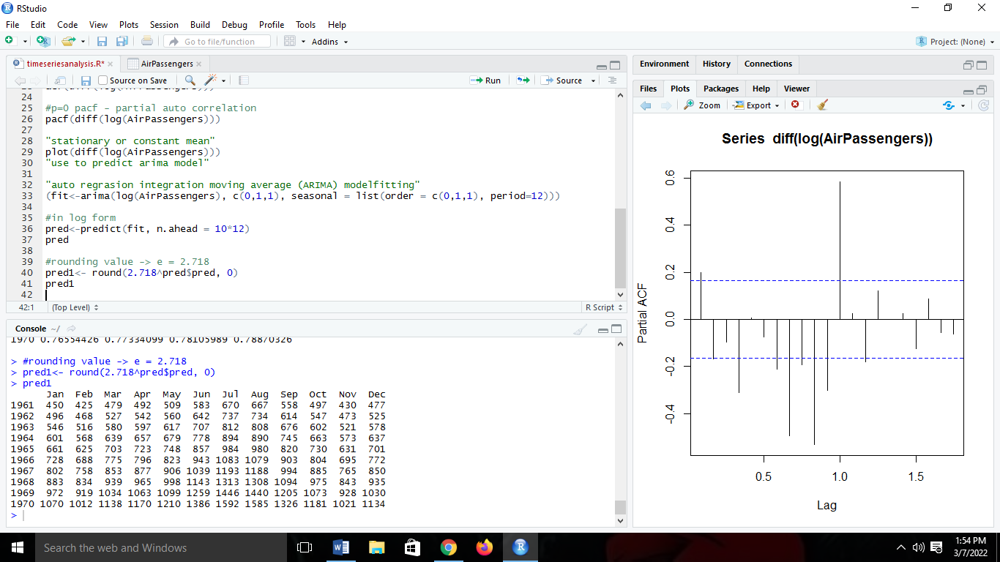 RStudio
File Edit Code View Plots Session Build Debug Profile Tools Help
Go to file/function Addins Project: (None)
timeseriesanalysis.R* AirPassengers
Source on Save Run Source
24
25 #p=0 pacf - partial auto correlation
26 pacf(diff(log(AirPassengers)))
27
28 "stationary or constant mean"
29 plot(diff(log(AirPassengers)))
30 "use to predict arima model"
31
32 "auto regrasion integration moving average (ARIMA) modelfitting"
33 (fit<-arima(log(AirPassengers), c(0,1,1), seasonal = list(order = c(0,1,1), period=12)))
34
35 #in log form
36 pred<-predict(fit, n.ahead = 10*12)
37 pred
38
39 #rounding value -> e = 2.718
40 pred1<- round(2.718^pred$pred, 0)
41 pred1
42
42:1 (Top Level) R Script
Console ~/
1970 0.76554426 0.77334099 0.78105989 0.78870326
> #rounding value -> e = 2.718
> pred1<- round(2.718^pred$pred, 0)
> pred1
Jan Feb Mar Apr May Jun Jul Aug Sep Oct Nov Dec
1961 450 425 479 492 509 583 670 667 558 497 430 477
1962 496 468 527 542 560 642 737 734 614 547 473 525
1963 546 516 580 597 617 707 812 808 676 602 521 578
1964 601 568 639 657 679 778 894 890 745 663 573 637
1965 661 625 703 723 748 857 984 980 820 730 631 701
1966 728 688 775 796 823 943 1083 1079 903 804 695 772
1967 802 758 853 877 906 1039 1193 1188 994 885 765 850
1968 883 834 939 965 998 1143 1313 1308 1094 975 843 935
1969 972 919 1034 1063 1099 1259 1446 1440 1205 1073 928 1030
1970 1070 1012 1138 1170 1210 1386 1592 1585 1326 1181 1021 1134
>
Environment History Connections
Files Plots Packages Help Viewer
Zoom Export
Series diff(log(AirPassengers))
Partial ACF
0.6
0.4
0.2
0.0
-0.2
-0.4
0.5 1.0 1.5
Lag
Search the web and Windows
1:54 PM
3/7/2022